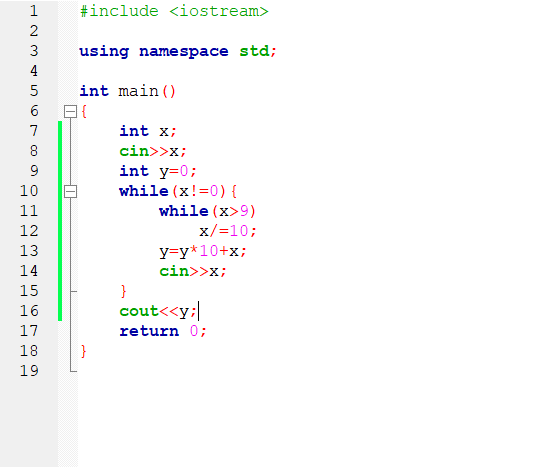 1 #include <iostream>
2
3 using namespace std;
4
5 int main()
6 {
7 int x;
8 cin>>x;
9 int y=0;
10 while(x!=0){
11 while(x>9)
12 x/=10;
13 y=y*10+x;
14 cin>>x;
15 }
16 cout<<y;
17 return 0;
18 }
19